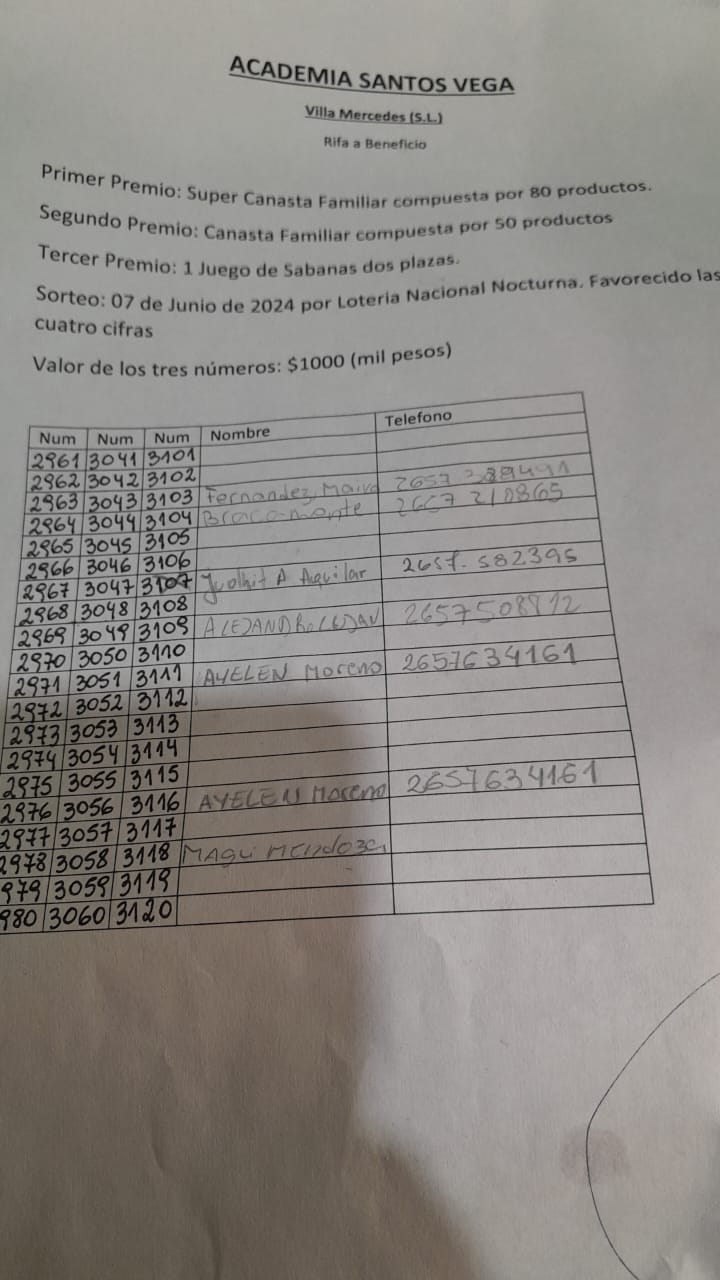 ACADEMIA SANTOS VEGA
Villa Mercedes (S.L.)
Rifa a Beneficio
Primer Premio: Super Canasta Familiar compuesta por 80 productos.
Segundo Premio: Canasta Familiar compuesta por 50 productos
Tercer Premio: 1 Juego de Sabanas dos plazas.
Sorteo: 07 de Junio de 2024 por Loteria Nacional Nocturna. Favorecido las
cuatro cifras
Valor de los tres números: $1000 (mil pesos)
Num Num Num Nombre Telefono
2961 3041 3101
2962 3042 3102
2963 3043 3103 Fernandez 2657
2964 3044 3104 Bracamonte 2657 210865
2965 3045 3105
2966 3046 3106
2967 3047 3107 A Aguilar 2657. 582395
2968 3048 3108
2969 3049 3109 ALEJANDRO
2970 3050 3110
2971 3051 3111 AYELEN Moreno 2657634161
2972 3052 3112
2973 3053 3113
2974 3054 3114
2975 3055 3115
2976 3056 3116 AYELEN Moreno 2657634161
2977 3057 3117
2978 3058 3118 MAGU Mendoza
979 3059 3119
980 3060 3120